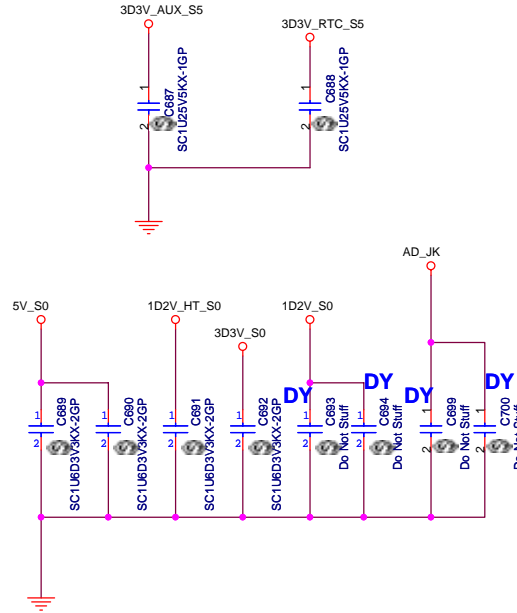 3D3V_AUX_S5
3D3V_RTC_S5
1
2
C687
SC1U25V5KX-1GP
1
2
C688
SC1U25V5KX-1GP
AD_JK
5V_S0
1D2V_HT_S0
1D2V_S0
3D3V_S0
DY
DY
DY
DY
1
2
C689
SC1U6D3V3KX-2GP
1
2
C690
SC1U6D3V3KX-2GP
1
2
C691
SC1U6D3V3KX-2GP
1
2
C692
SC1U6D3V3KX-2GP
1
2
C693
Do Not Stuff
1
2
C694
Do Not Stuff
1
2
C699
Do Not Stuff
1
2
C700
Do Not Stuff